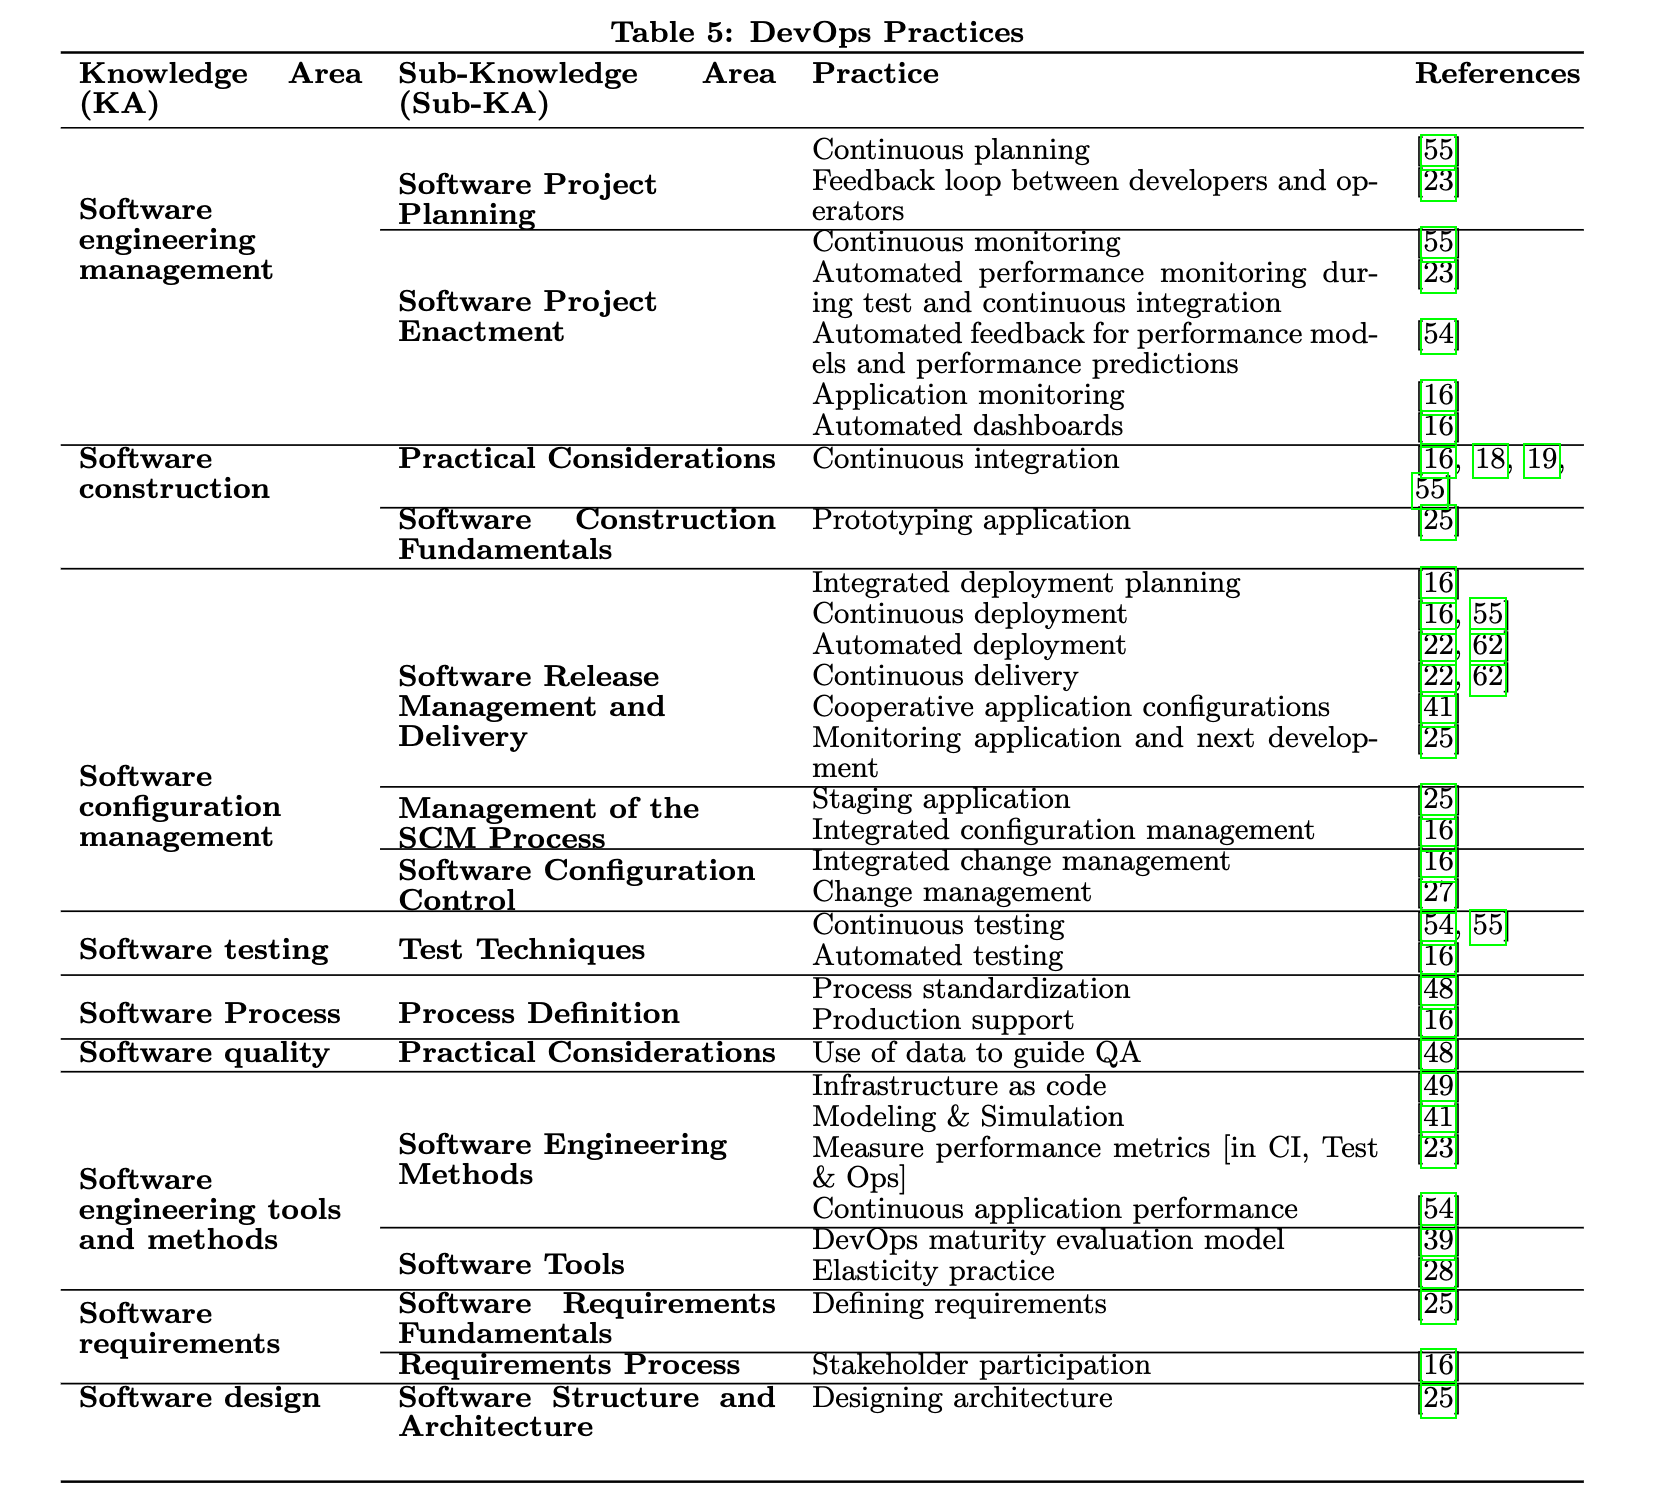 Table 5: DevOps Practices
Knowledge Area (KA) | Sub-Knowledge Area (Sub-KA) | Practice | References
Software engineering management | Software Project Planning | Continuous planning | [55]
Feedback loop between developers and op-
erators | [23]
Software Project Enactment | Continuous monitoring | [55]
Automated performance monitoring dur-
ing test and continuous integration | [23]
Automated feedback for performance mod-
els and performance predictions | [54]
Application monitoring | [16]
Automated dashboards | [16]
Software construction | Practical Considerations | Continuous integration | [16, 18, 19, 55]
Software Construction Fundamentals | Prototyping application | [25]
Software configuration management | Software Release Management and Delivery | Integrated deployment planning | [16]
Continuous deployment | [16, 55]
Automated deployment | [22, 62]
Continuous delivery | [22, 62]
Cooperative application configurations | [41]
Monitoring application and next develop-
ment | [25]
Management of the SCM Process | Staging application | [25]
Integrated configuration management | [16]
Software Configuration Control | Integrated change management | [16]
Change management | [27]
Software testing | Test Techniques | Continuous testing | [54, 55]
Automated testing | [16]
Software Process | Process Definition | Process standardization | [48]
Production support | [16]
Software quality | Practical Considerations | Use of data to guide QA | [48]
Software engineering tools and methods | Software Engineering Methods | Infrastructure as code | [49]
Modeling & Simulation | [41]
Measure performance metrics [in CI, Test
& Ops] | [23]
Continuous application performance | [54]
Software Tools | DevOps maturity evaluation model | [39]
Elasticity practice | [28]
Software requirements | Software Requirements Fundamentals | Defining requirements | [25]
Requirements Process | Stakeholder participation | [16]
Software design | Software Structure and Architecture | Designing architecture | [25]